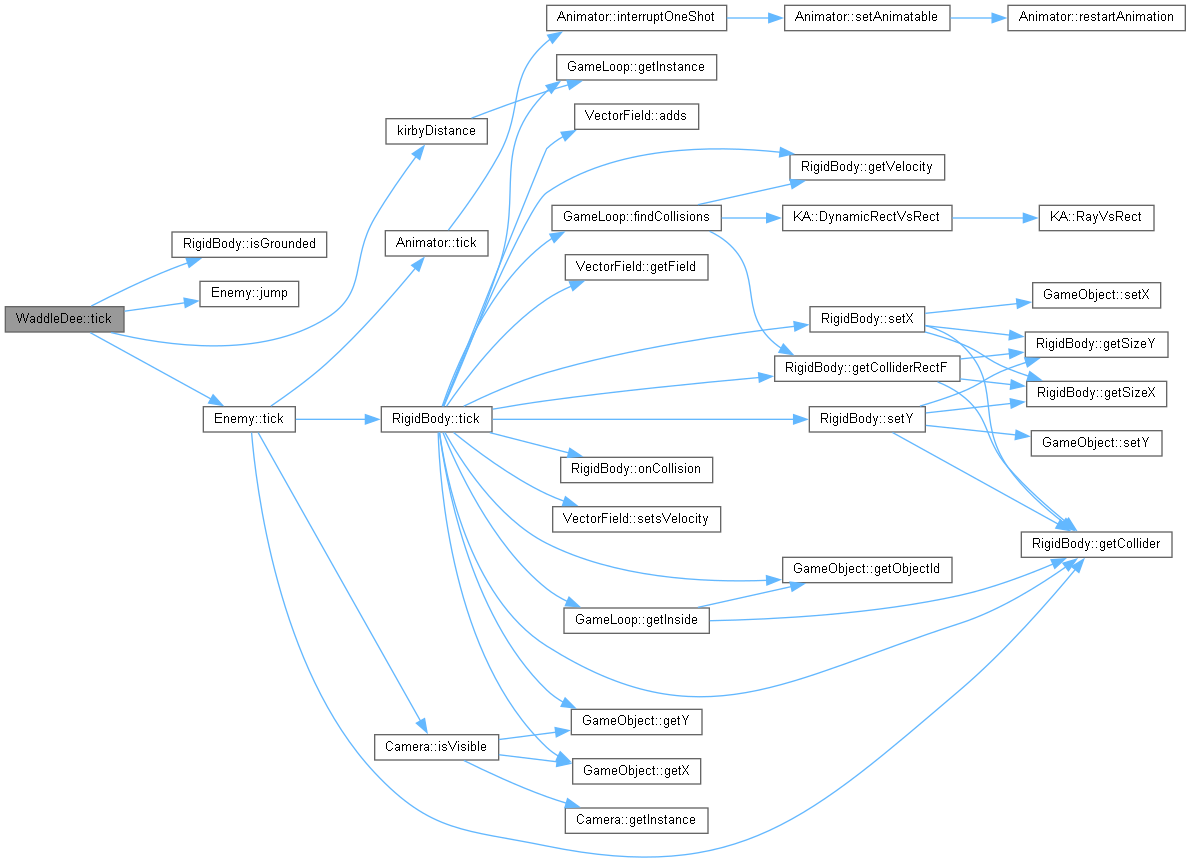 Animator::interruptOneShot
Animator::setAnimatable
Animator::restartAnimation
GameLoop::getInstance
VectorField::adds
kirbyDistance
RigidBody::getVelocity
GameLoop::findCollisions
KA::DynamicRectVsRect
KA::RayVsRect
RigidBody::isGrounded
Animator::tick
VectorField::getField
Enemy::jump
GameObject::setX
WaddleDee::tick
RigidBody::setX
RigidBody::getSizeY
RigidBody::getColliderRectF
RigidBody::getSizeX
Enemy::tick
RigidBody::tick
RigidBody::setY
GameObject::setY
RigidBody::onCollision
VectorField::setsVelocity
RigidBody::getCollider
GameObject::getObjectId
GameLoop::getInside
GameObject::getY
Camera::isVisible
GameObject::getX
Camera::getInstance